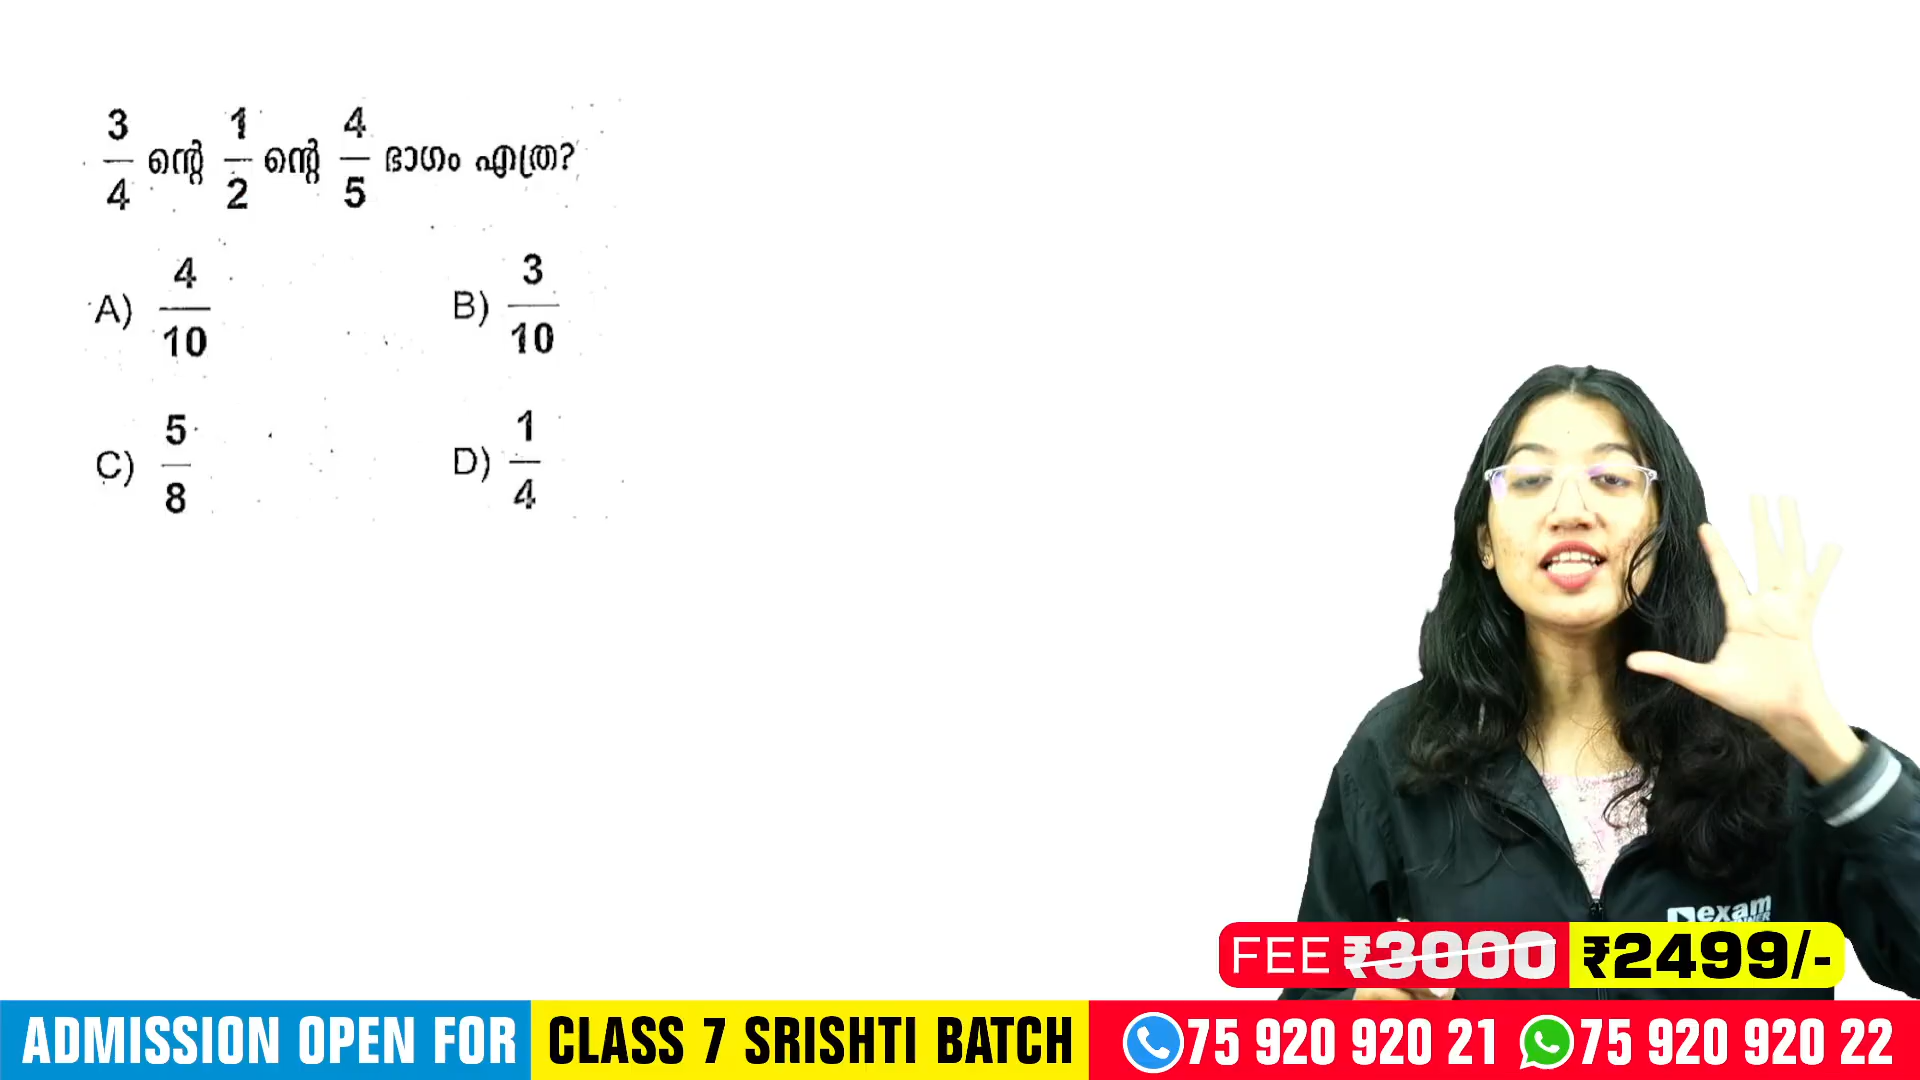 3/4 ന്റെ 1/2 ന്റെ 4/5 ഭാഗം എത്ര?
A) 4/10 B) 3/10
C) 5/8 D) 1/4
exam
FEE ₹3000 ₹2499/-
ADMISSION OPEN FOR CLASS 7 SRISHTI BATCH 75 920 920 21 75 920 920 22